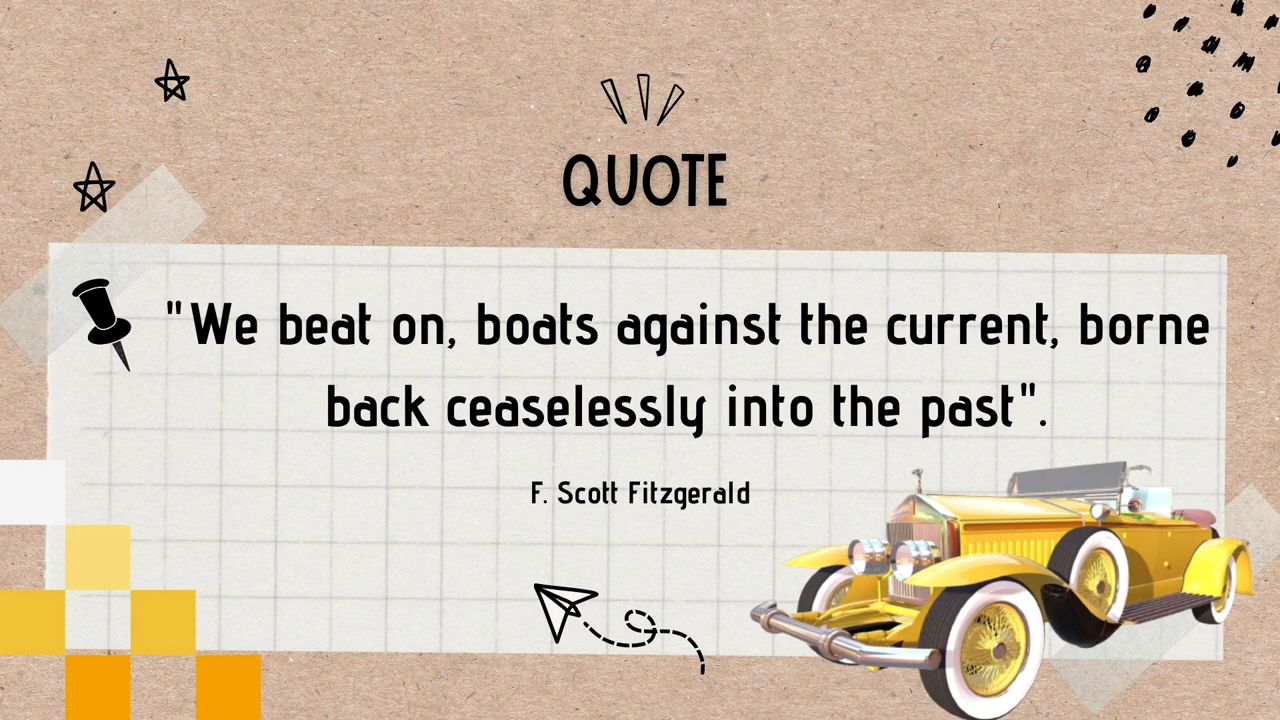 QUOTE
"We beat on, boats against the current, borne
back ceaselessly into the past".
F. Scott Fitzgerald